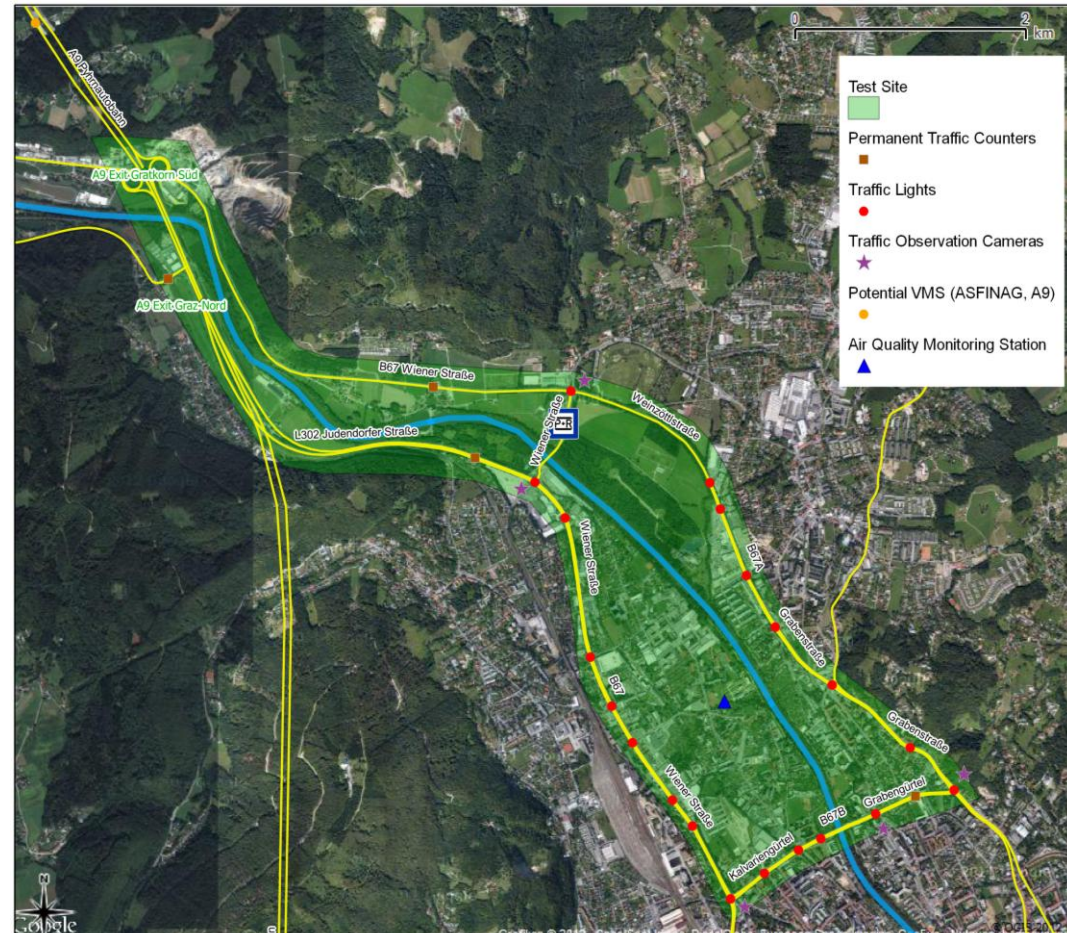 0 2
km
A9 Pyhrnautobahn
Test Site
Permanent Traffic Counters
Traffic Lights
Traffic Observation Cameras
Potential VMS (ASFINAG, A9)
Air Quality Monitoring Station
A9 Exit-Gratkorn-Süd
A9 Exit-Graz-Nord
B67 Wiener Straße
Weinzöttlstraße
L302 Judendorfer Straße
Wiener Straße
P+R
Wiener Straße
B67A
Grabenstraße
B67
Grabenstraße
Wiener Straße
Grabengürtel
B67B
Kalvariengürtel
N
Google